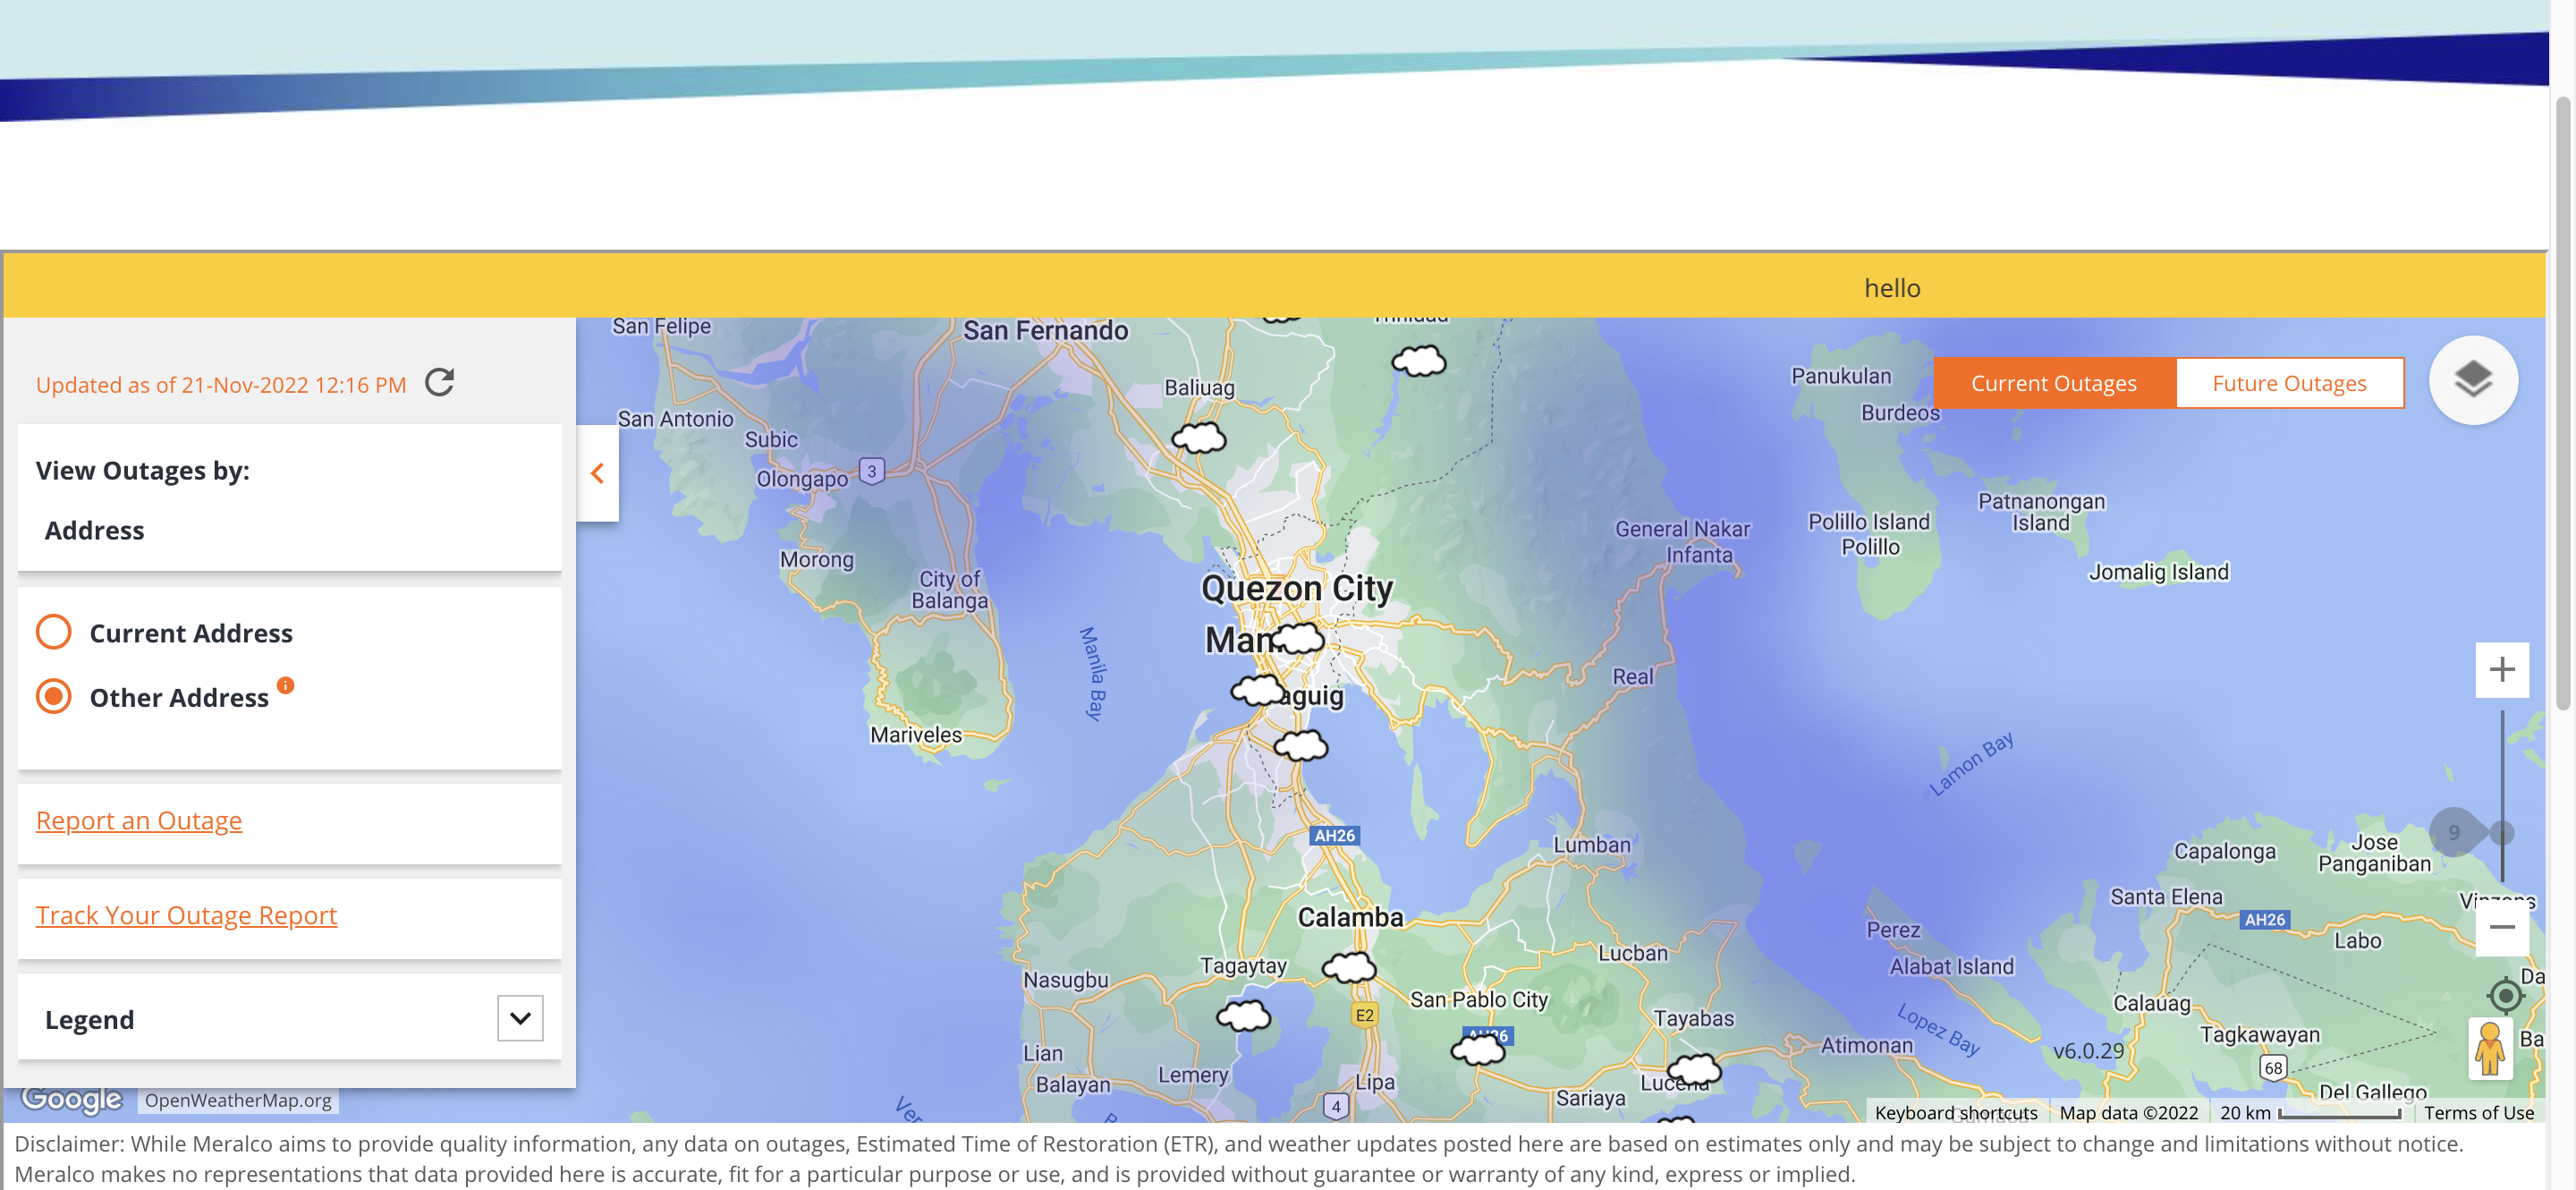 hello
Updated as of 21-Nov-2022 12:16 PM
View Outages by:
Address
Current Address
Other Address
i
Report an Outage
Track Your Outage Report
Legend
Current Outages
Future Outages
San Felipe
San Fernando
Trinidad
Baliuag
Panukulan
Burdeos
San Antonio
Subic
Olongapo
3
Patnanongan
Island
Polillo Island
Polillo
General Nakar
Infanta
Morong
City of
Balanga
Jomalig Island
Quezon City
Man
Manila Bay
aguig
Real
Mariveles
Lamon Bay
AH26
Lumban
9
Capalonga
Jose
Panganiban
Santa Elena
Vinzons
AH26
Calamba
Perez
Labo
Lucban
Tagaytay
Alabat Island
Nasugbu
Da
San Pablo City
Calauag
E2
Tayabas
Lopez Bay
AH26
Tagkawayan
Ba
Lian
Atimonan
v6.0.29
68
Balayan
Lemery
Lipa
Lucena
Sariaya
Del Gallego
4
Ver
Google
OpenWeatherMap.org
Keyboard shortcuts
Map data ©2022
20 km
Terms of Use
Disclaimer: While Meralco aims to provide quality information, any data on outages, Estimated Time of Restoration (ETR), and weather updates posted here are based on estimates only and may be subject to change and limitations without notice.
Meralco makes no representations that data provided here is accurate, fit for a particular purpose or use, and is provided without guarantee or warranty of any kind, express or implied.